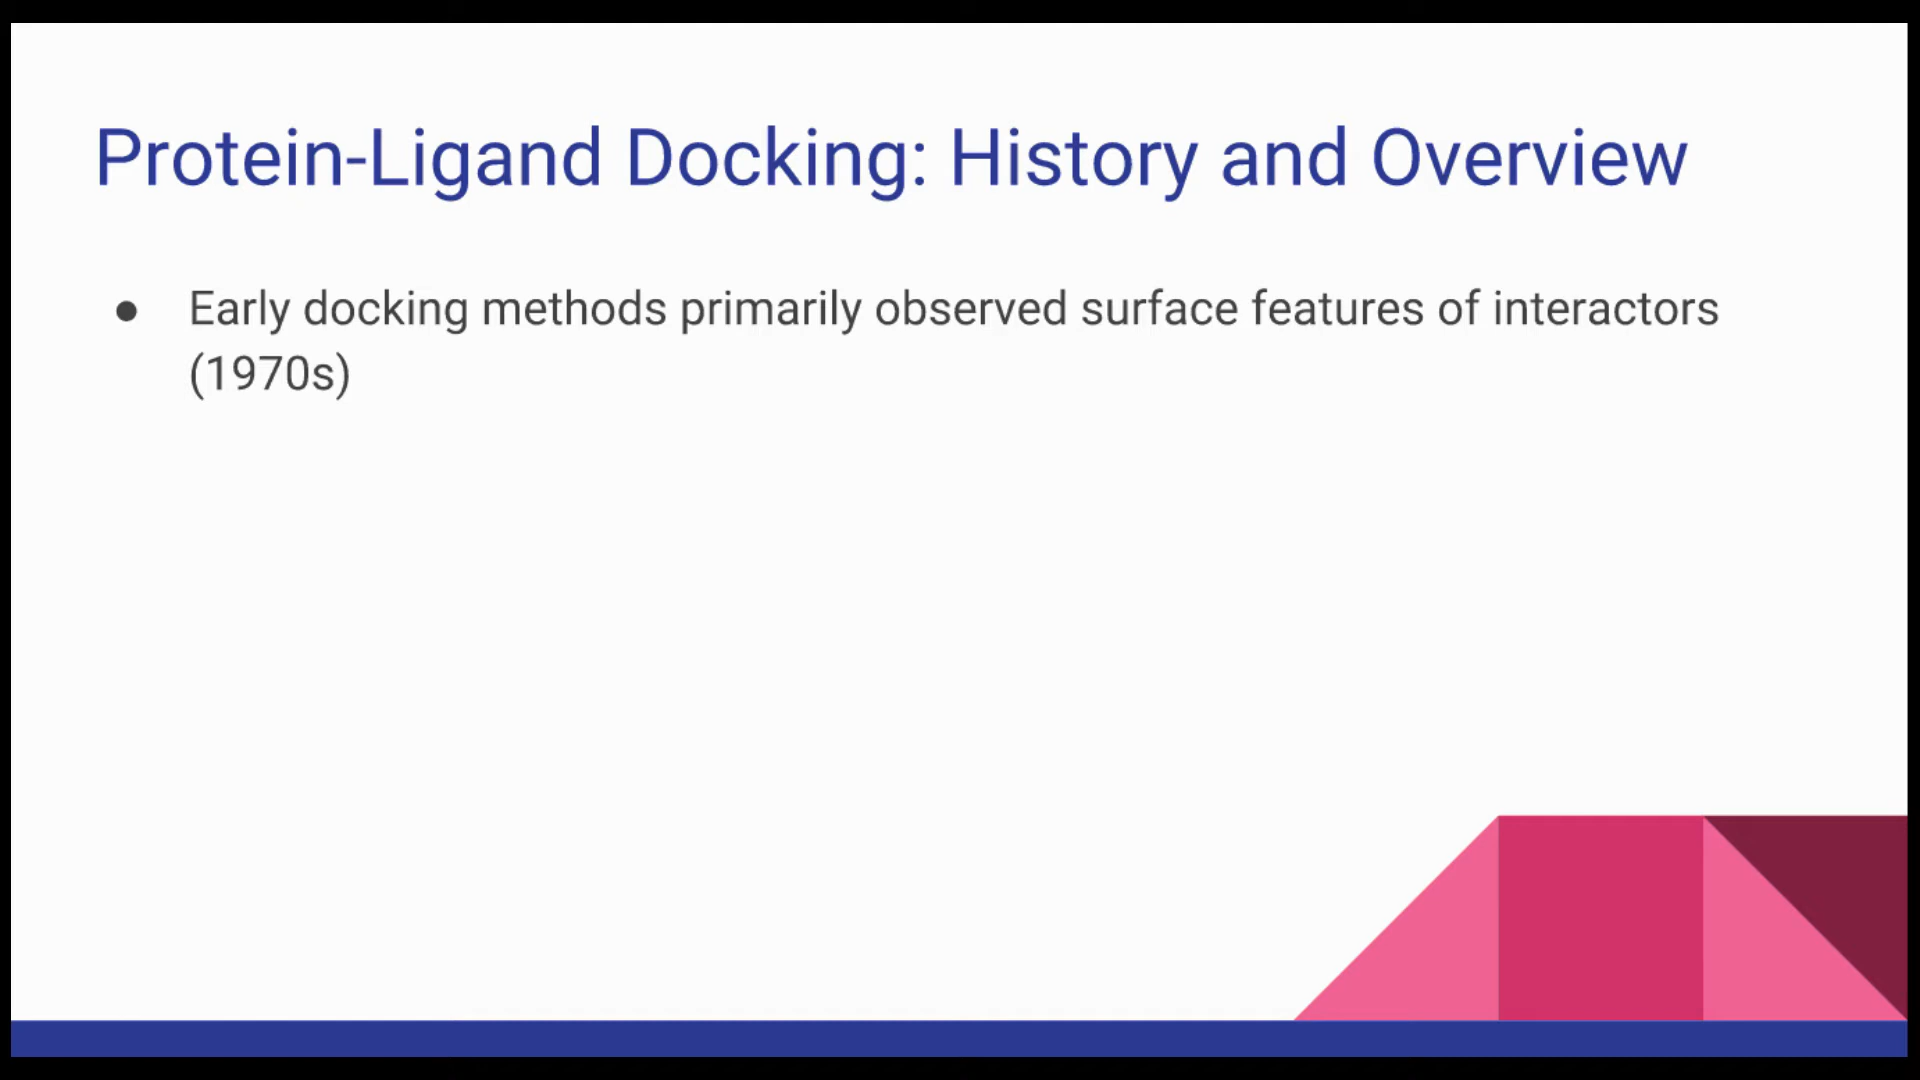 Protein-Ligand Docking: History and Overview
● Early docking methods primarily observed surface features of interactors
(1970s)